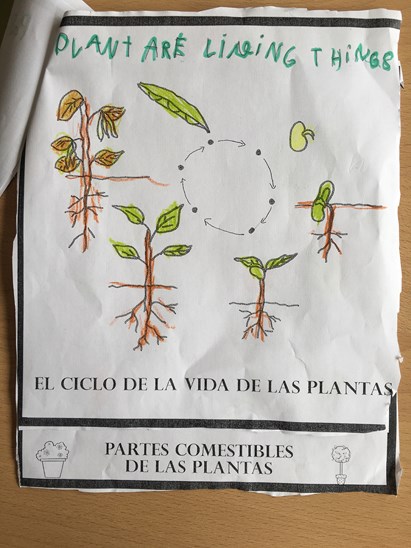 PLANT ARE LIVING THINGS
EL CICLO DE LA VIDA DE LAS PLANTAS
PARTES COMESTIBLES
DE LAS PLANTAS